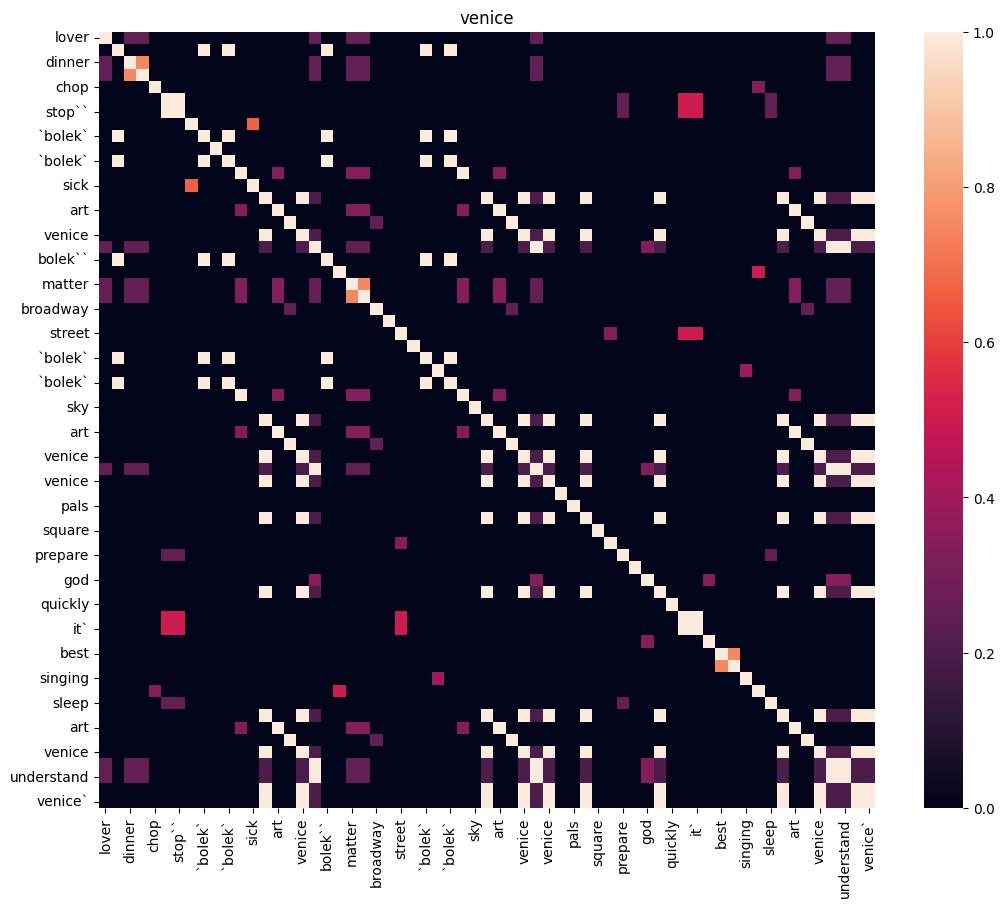 venice
lover
dinner
chop
stop``
`bolek`
`bolek`
sick
art
venice
bolek``
matter
broadway
street
`bolek`
`bolek`
sky
art
venice
venice
pals
square
prepare
god
quickly
it`
best
singing
sleep
art
venice
understand
venice`
1.0
0.8
0.6
0.4
0.2
0.0
lover
dinner
chop
stop``
`bolek`
`bolek`
sick
art
venice
bolek``
matter
broadway
street
`bolek`
`bolek`
sky
art
venice
venice
pals
square
prepare
god
quickly
it`
best
singing
sleep
art
venice
understand
venice`